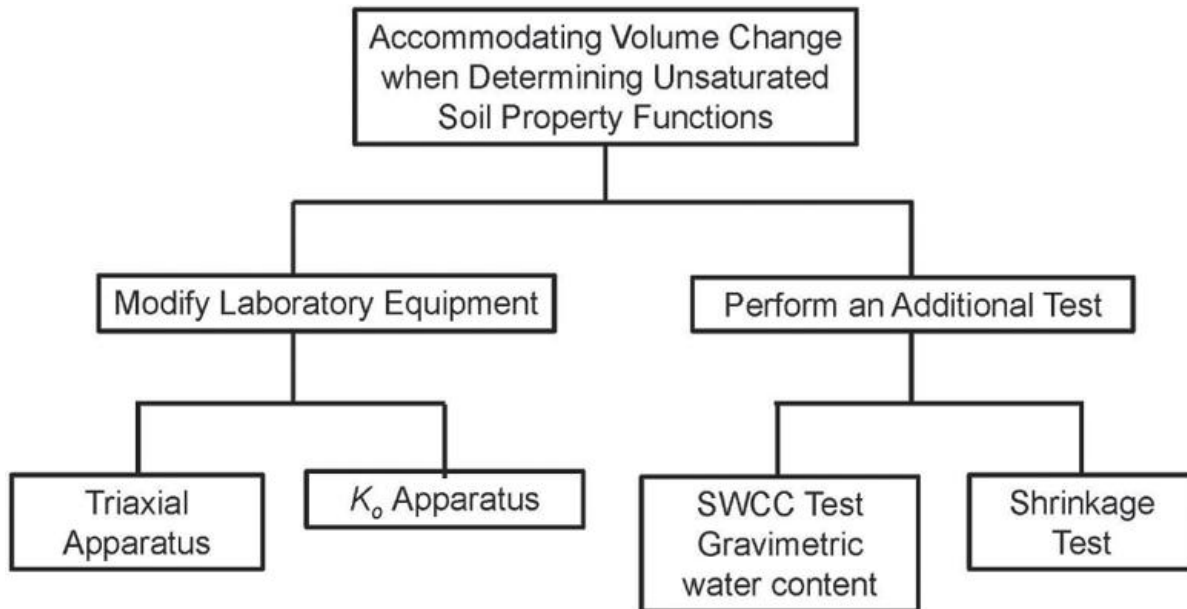 Accommodating Volume Change
when Determining Unsaturated
Soil Property Functions
Modify Laboratory Equipment
Perform an Additional Test
Triaxial
Apparatus
Kₒ Apparatus
SWCC Test
Gravimetric
water content
Shrinkage
Test